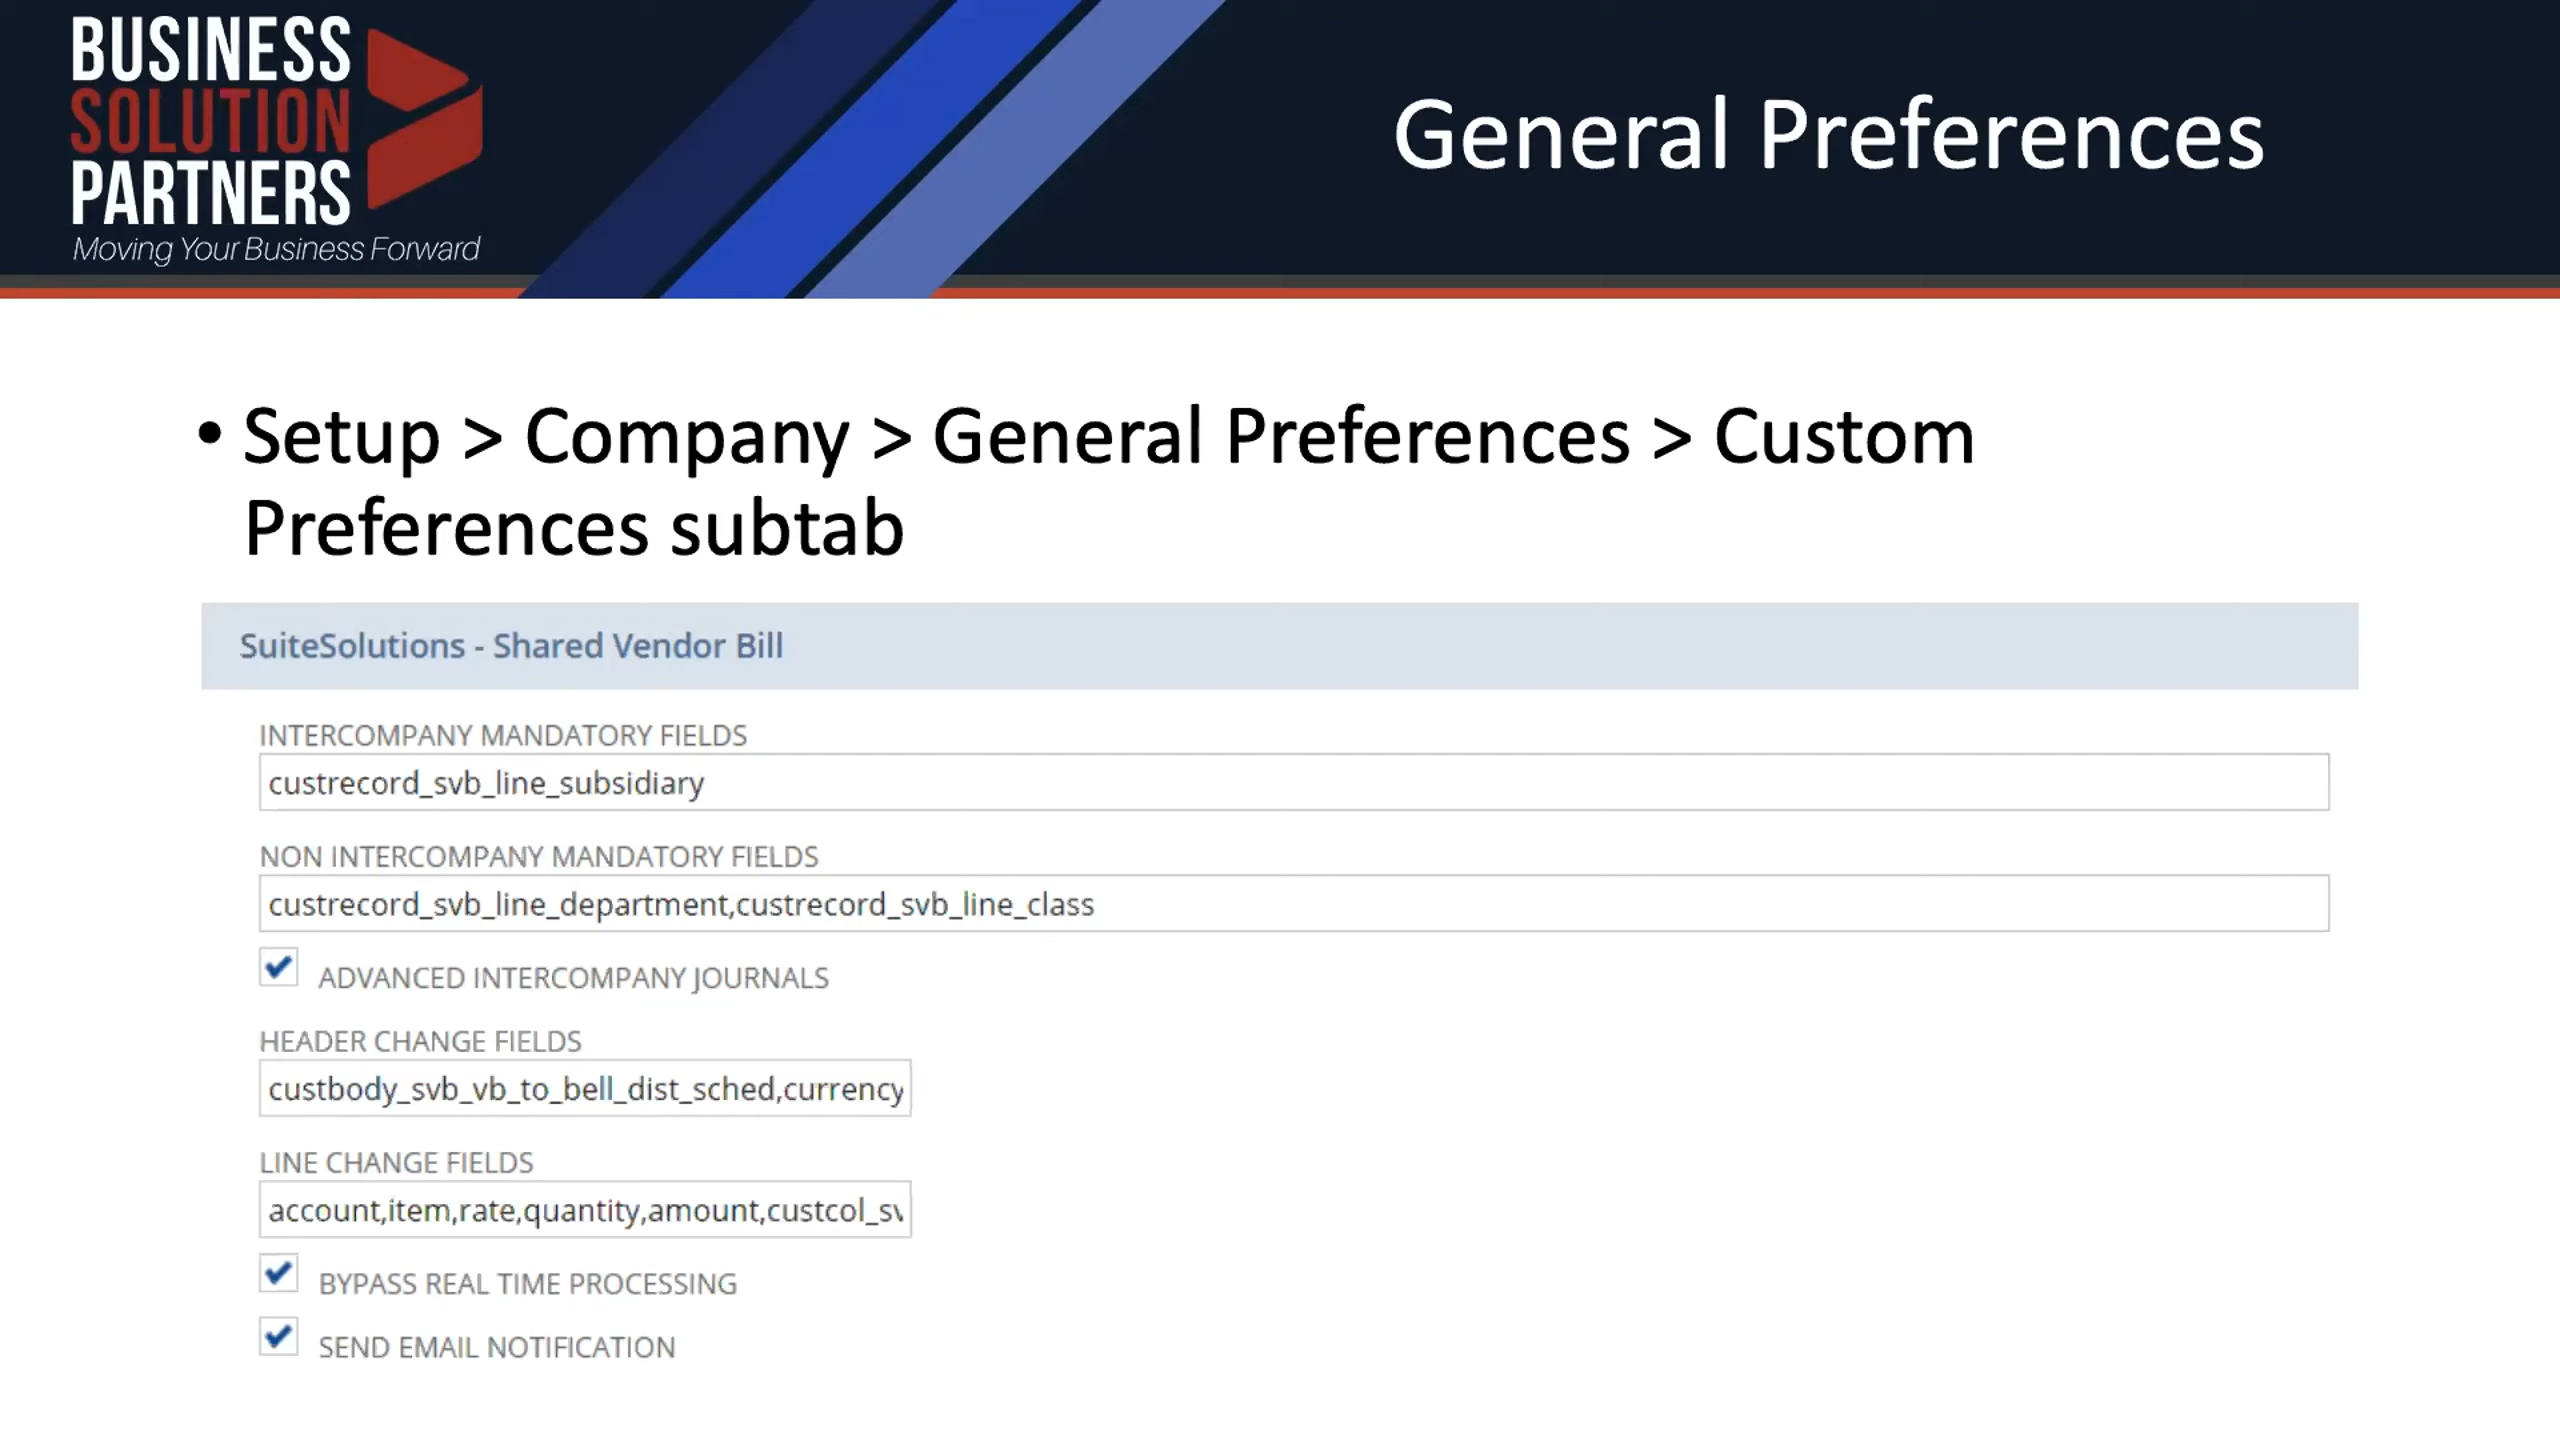 BUSINESS
SOLUTION
PARTNERS
Moving Your Business Forward
General Preferences
• Setup > Company > General Preferences > Custom
Preferences subtab
SuiteSolutions - Shared Vendor Bill
INTERCOMPANY MANDATORY FIELDS
custrecord_svb_line_subsidiary
NON INTERCOMPANY MANDATORY FIELDS
custrecord_svb_line_department,custrecord_svb_line_class
ADVANCED INTERCOMPANY JOURNALS
HEADER CHANGE FIELDS
custbody_svb_vb_to_bell_dist_sched,currency
LINE CHANGE FIELDS
account,item,rate,quantity,amount,custcol_sv
BYPASS REAL TIME PROCESSING
SEND EMAIL NOTIFICATION